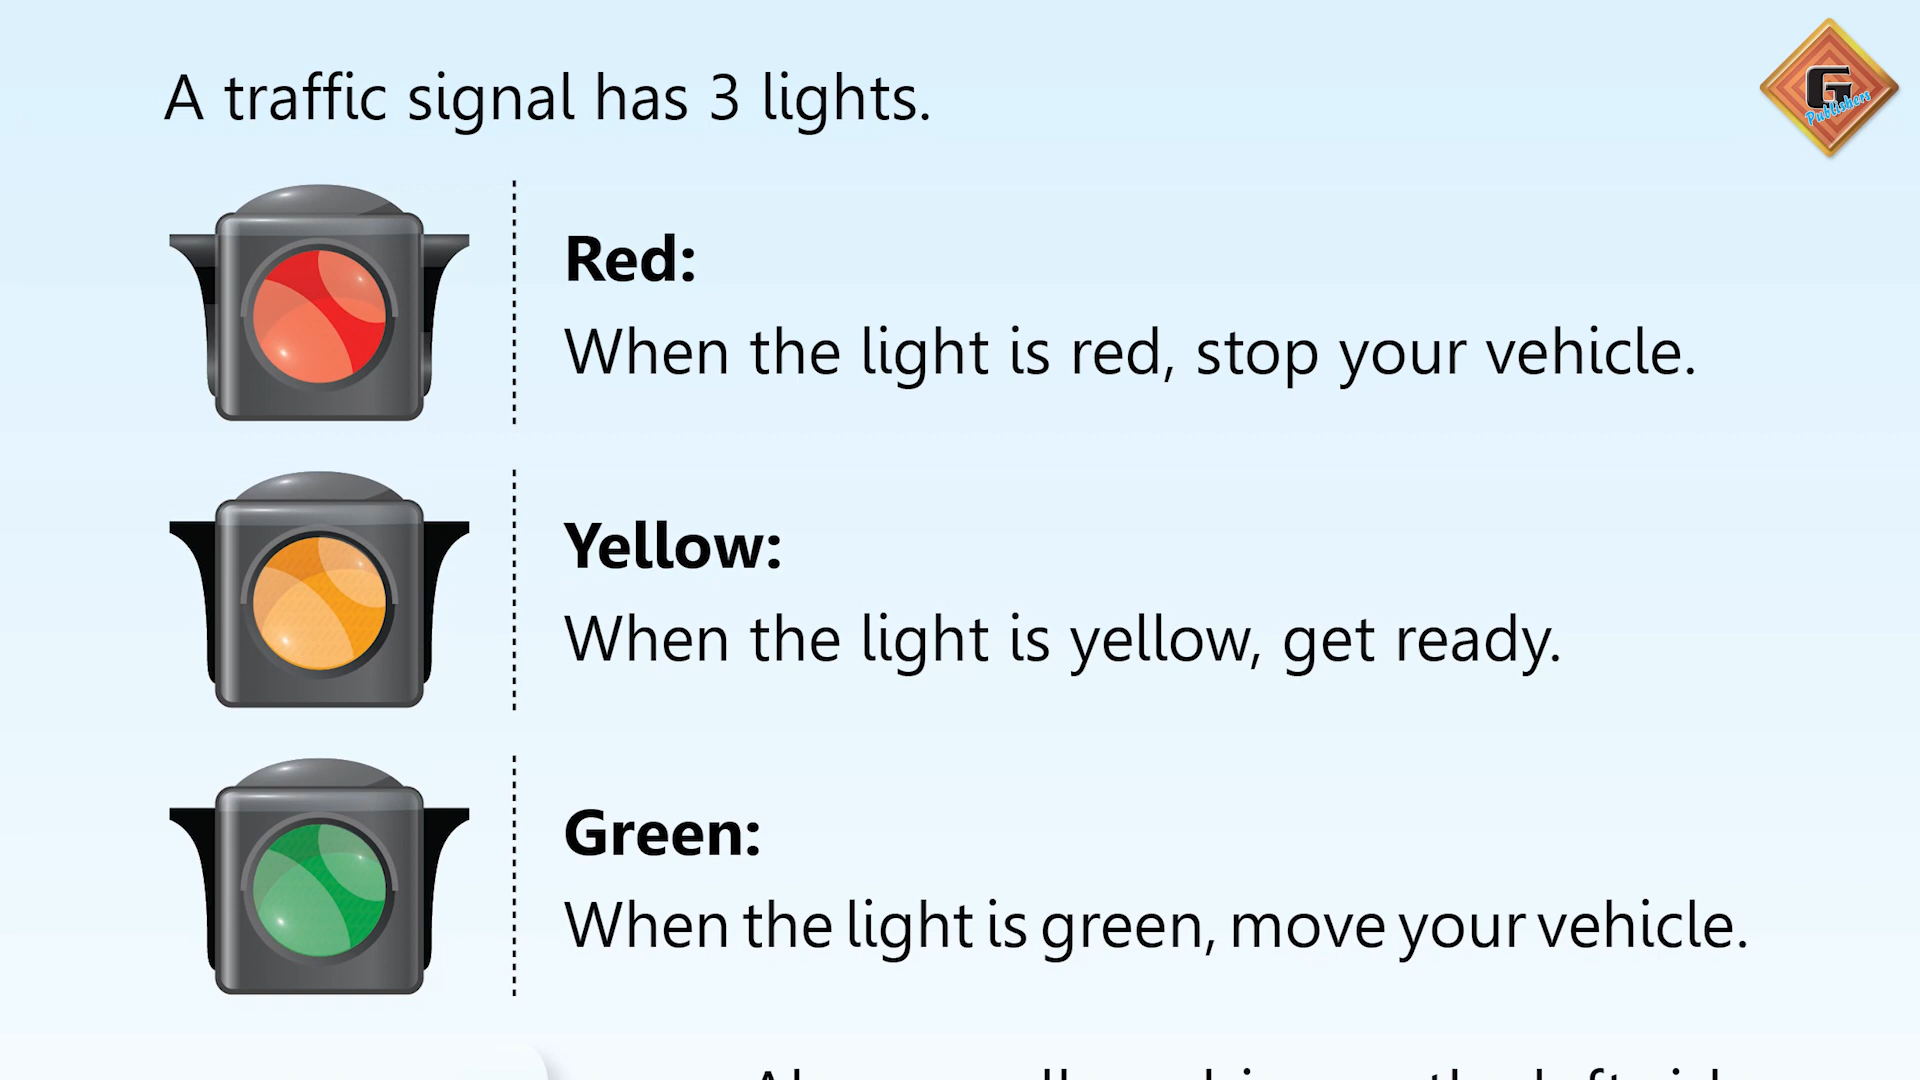 A traffic signal has 3 lights.
G
Publishers
Red:
When the light is red, stop your vehicle.
Yellow:
When the light is yellow, get ready.
Green:
When the light is green, move your vehicle.